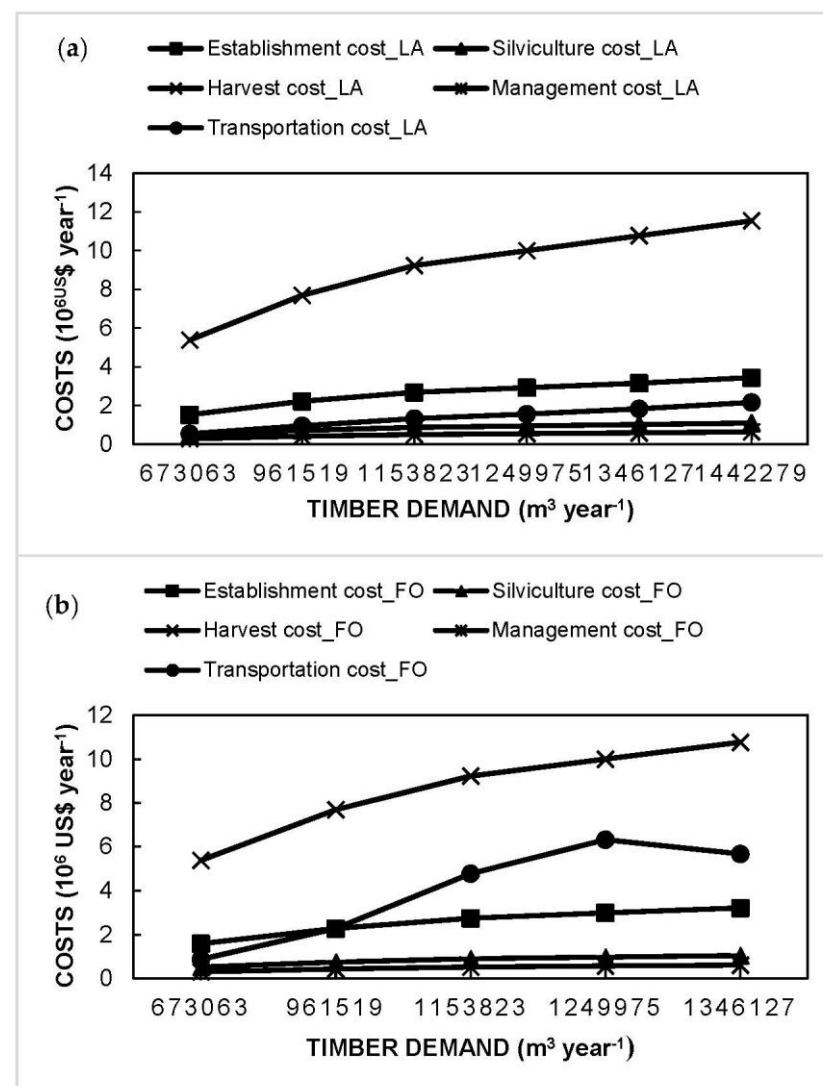 (a)
Establishment cost_LA Silviculture cost_LA
Harvest cost_LA Management cost_LA
Transportation cost_LA
14
12
10
8
6
4
2
0
COSTS (10⁶ᵁˢ$ year⁻¹)
673063 961519 1153823 1249975 1346127 1442279
TIMBER DEMAND (m³ year⁻¹)
(b)
Establishment cost_FO Silviculture cost_FO
Harvest cost_FO Management cost_FO
Transportation cost_FO
12
10
8
6
4
2
0
COSTS (10⁶ US$ year⁻¹)
673063 961519 1153823 1249975 1346127
TIMBER DEMAND (m³ year⁻¹)